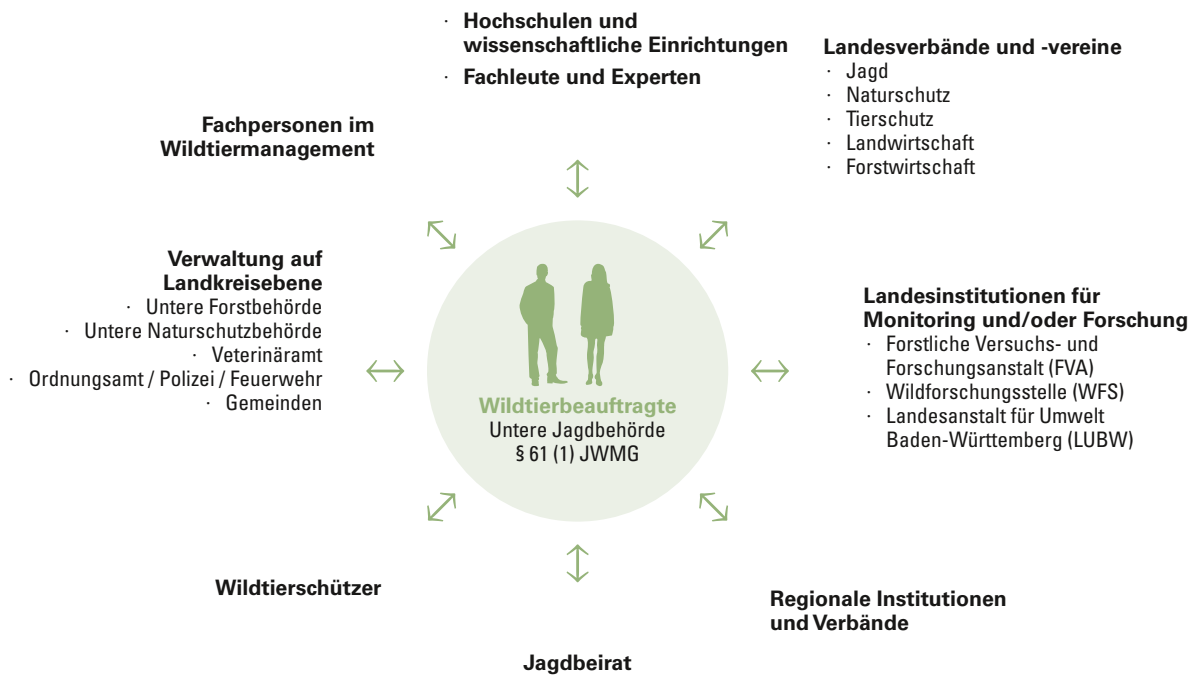 · Hochschulen und
wissenschaftliche Einrichtungen
· Fachleute und Experten
Landesverbände und -vereine
· Jagd
· Naturschutz
· Tierschutz
· Landwirtschaft
· Forstwirtschaft
Fachpersonen im
Wildtiermanagement
Verwaltung auf
Landkreisebene
· Untere Forstbehörde
· Untere Naturschutzbehörde
· Veterinäramt
· Ordnungsamt / Polizei / Feuerwehr
· Gemeinden
Wildtierbeauftragte
Untere Jagdbehörde
§ 61 (1) JWMG
Landesinstitutionen für
Monitoring und/oder Forschung
· Forstliche Versuchs- und
Forschungsanstalt (FVA)
· Wildforschungsstelle (WFS)
· Landesanstalt für Umwelt
Baden-Württemberg (LUBW)
Wildtierschützer
Regionale Institutionen
und Verbände
Jagdbeirat